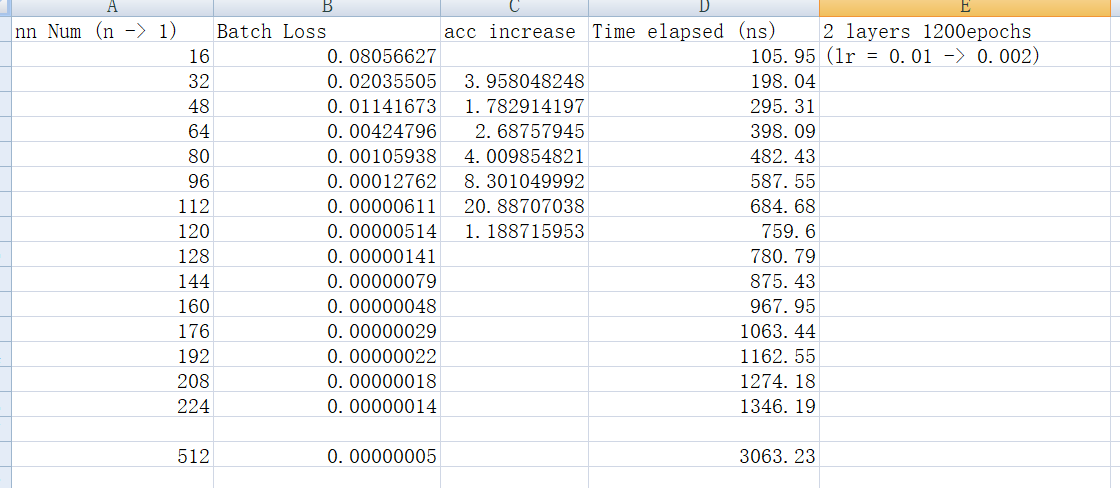 A B C D E
nn Num (n -> 1) Batch Loss acc increase Time elapsed (ns) 2 layers 1200epochs
16 0.08056627 105.95 (lr = 0.01 -> 0.002)
32 0.02035505 3.958048248 198.04
48 0.01141673 1.782914197 295.31
64 0.00424796 2.68757945 398.09
80 0.00105938 4.009854821 482.43
96 0.00012762 8.301049992 587.55
112 0.00000611 20.88707038 684.68
120 0.00000514 1.188715953 759.6
128 0.00000141 780.79
144 0.00000079 875.43
160 0.00000048 967.95
176 0.00000029 1063.44
192 0.00000022 1162.55
208 0.00000018 1274.18
224 0.00000014 1346.19
512 0.00000005 3063.23